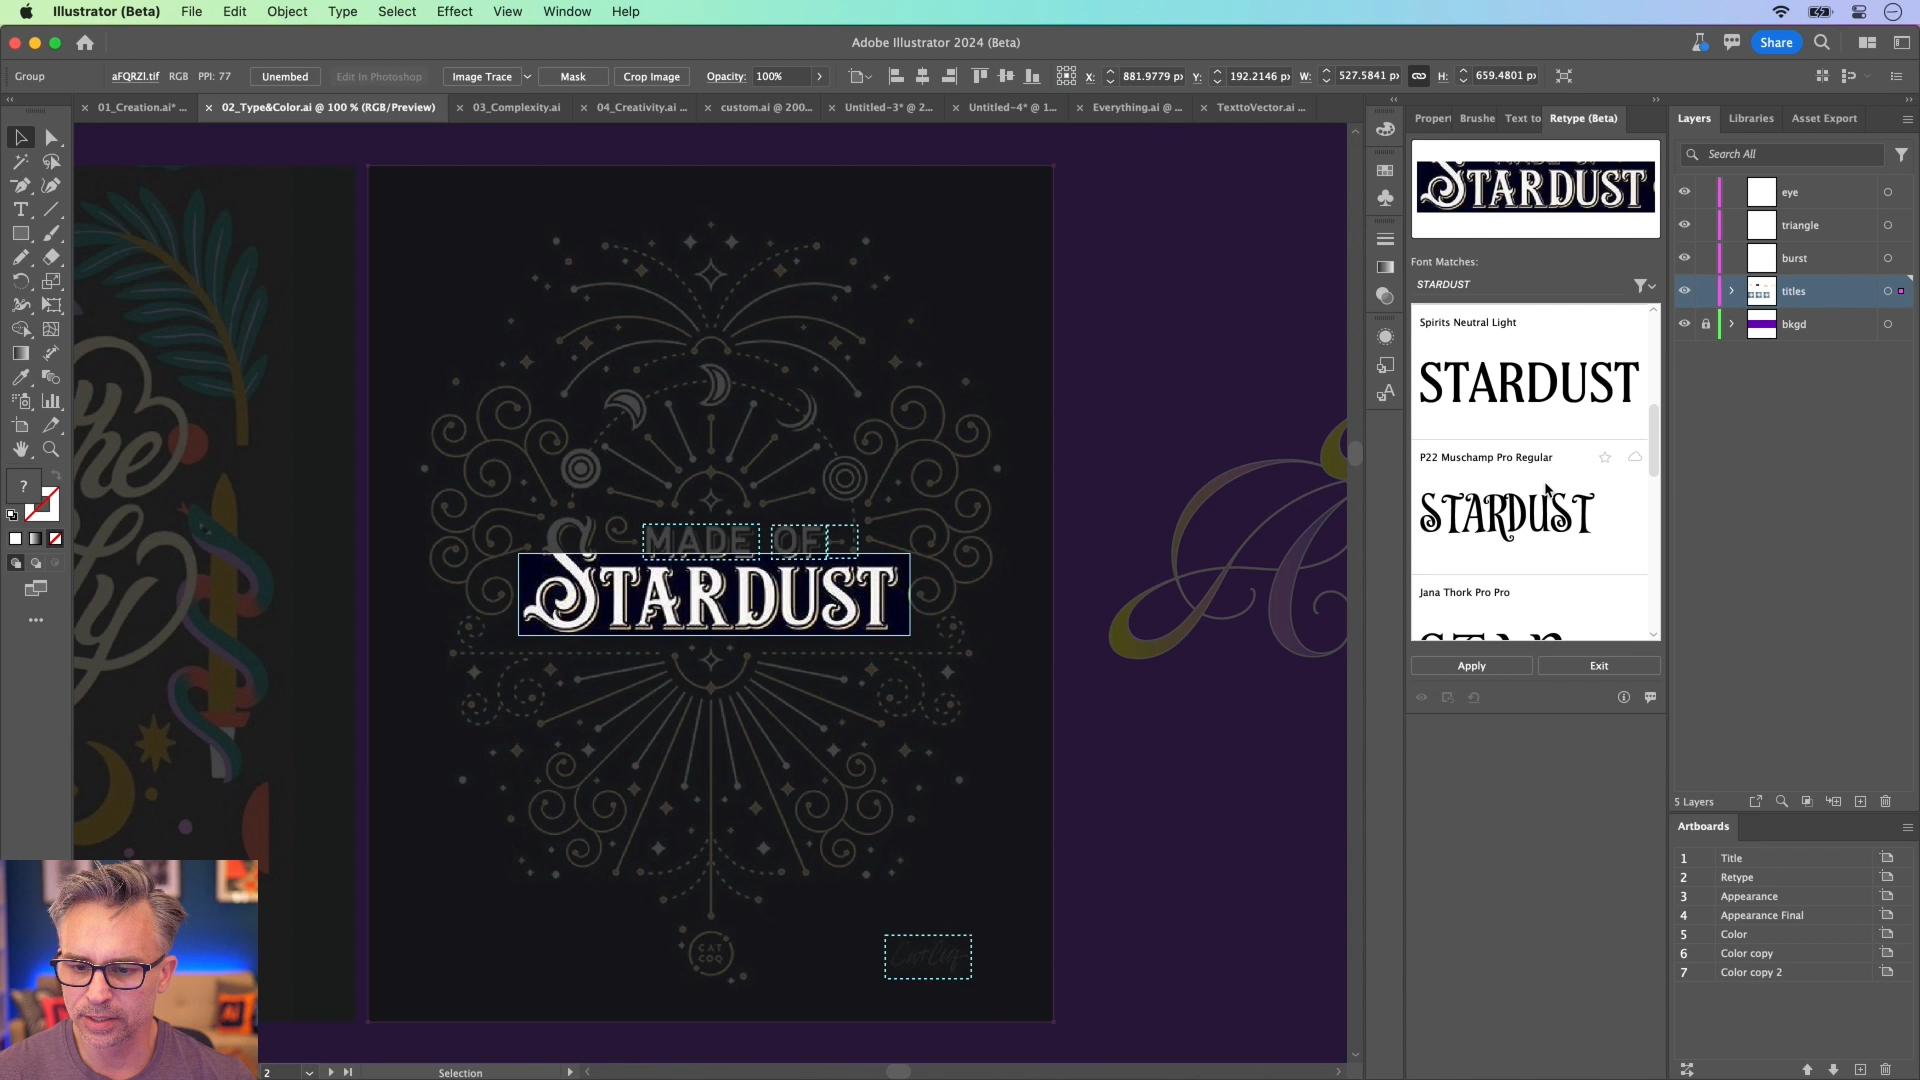 Illustrator (Beta) File Edit Object Type Select Effect View Window Help
Adobe Illustrator 2024 (Beta)
Share
Group aFQRZI.tif RGB PPI: 77 Unembed Edit In Photoshop Image Trace Mask Crop Image Opacity: 100% X: 881.9779 px Y: 192.2146 px W: 527.5841 px H: 659.4801 px
01_Creation.ai* ... 02_Type&Color.ai @ 100 % (RGB/Preview) 03_Complexity.ai 04_Creativity.ai ... custom.ai @ 200... Untitled-3* @ 2... Untitled-4* @ 1... Everything.ai @ ... TexttoVector.ai ...
Propert Brushe Text to Retype (Beta)
Layers Libraries Asset Export
Search All
STARDUST
eye
triangle
burst
titles
bkgd
Font Matches:
STARDUST
Spirits Neutral Light
STARDUST
P22 Muschamp Pro Regular
STARDUST
Jana Thork Pro Pro
Apply Exit
the
MADE OF
STARDUST
CAT
COQ
CatCoq
5 Layers
Artboards
1 Title
2 Retype
3 Appearance
4 Appearance Final
5 Color
6 Color copy
7 Color copy 2
?
Ai
2 Selection